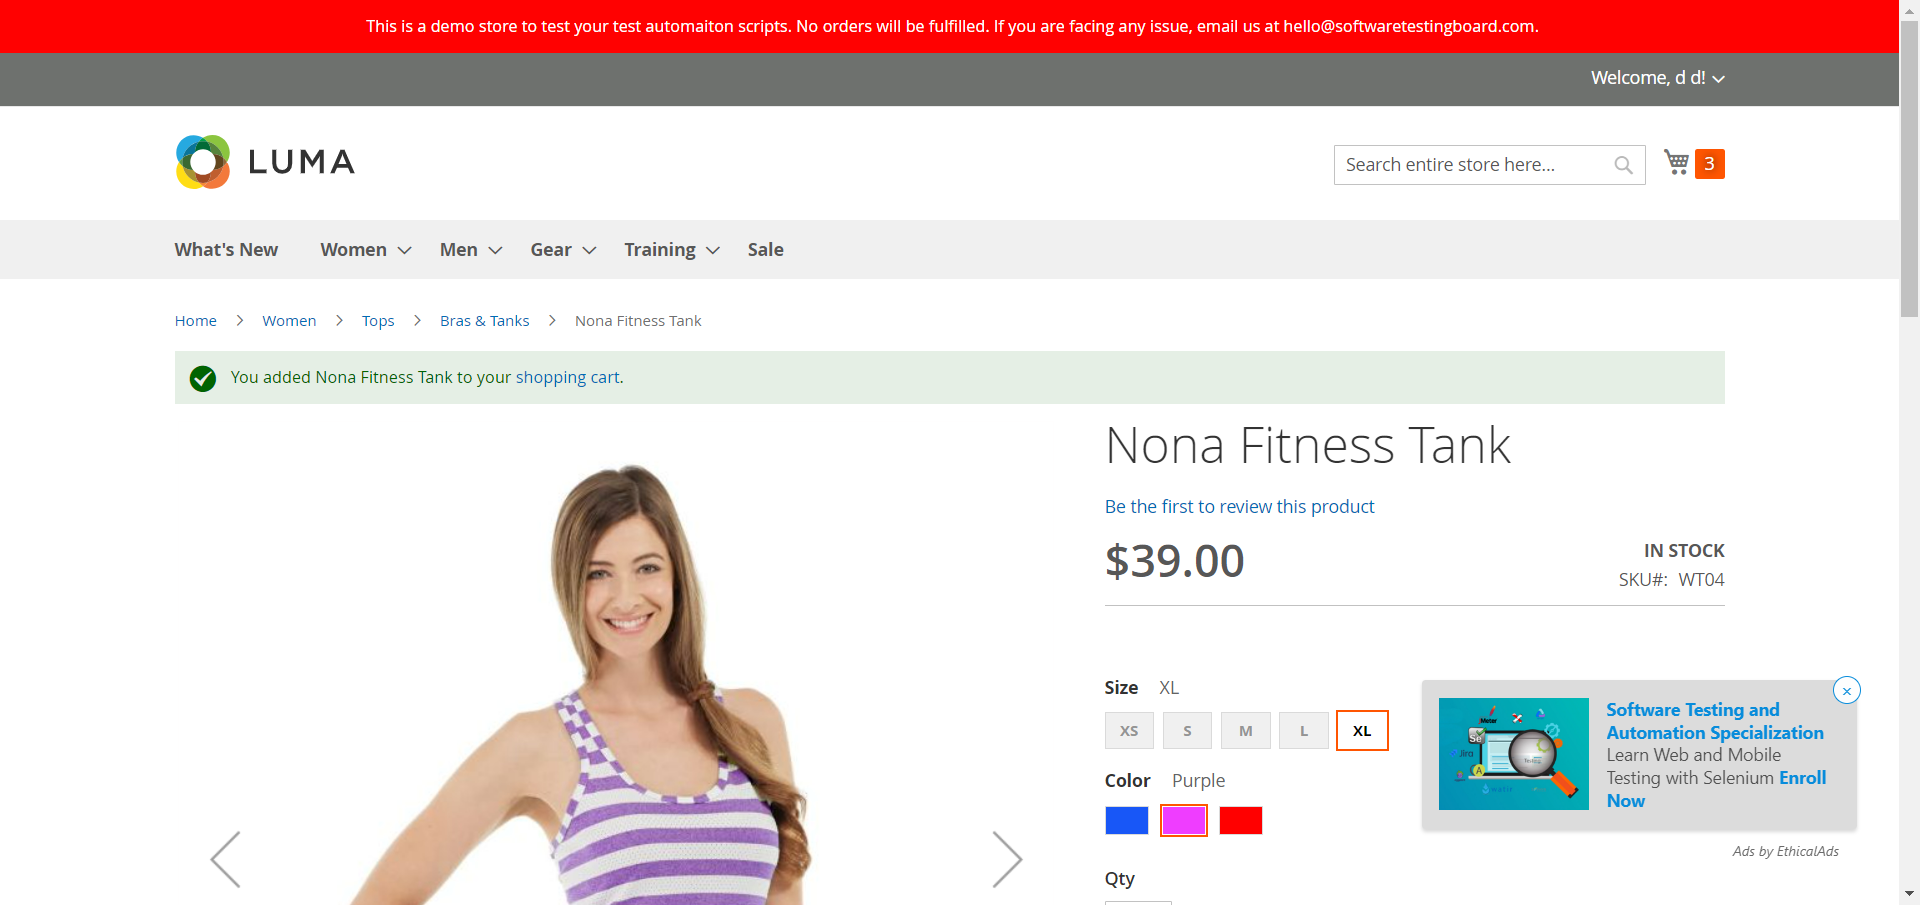 This is a demo store to test your test automaiton scripts. No orders will be fulfilled. If you are facing any issue, email us at hello@softwaretestingboard.com.
Welcome, d d!
LUMA
Search entire store here...
3
What's New Women Men Gear Training Sale
Home Women Tops Bras & Tanks Nona Fitness Tank
You added Nona Fitness Tank to your shopping cart.
Nona Fitness Tank
Be the first to review this product
$39.00
IN STOCK
SKU#: WT04
Size XL
XS S M L XL
Color Purple
Qty
Software Testing and
Automation Specialization
Learn Web and Mobile
Testing with Selenium Enroll
Now
Meter
Se
Jira
A
Ads by EthicalAds